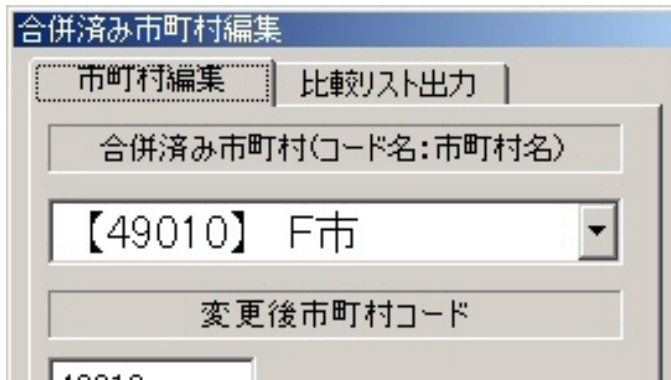 合併済み市町村編集
市町村編集
比較リスト出力
合併済み市町村(コード名:市町村名)
【49010】 F市
変更後市町村コード